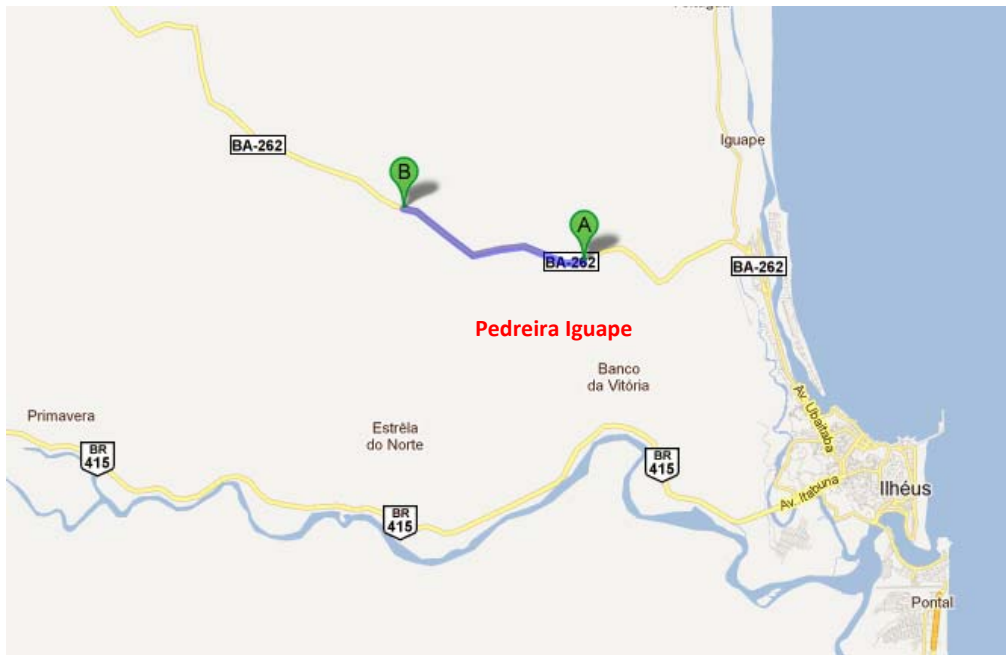 BA-262
B
Iguape
A
BA-262
BA-262
Pedreira Iguape
Banco
da Vitória
Primavera
Estrêla
do Norte
Av. Ubaitaba
BR
415
BR
415
Av. Itabuna
Ilhéus
BR
415
Pontal